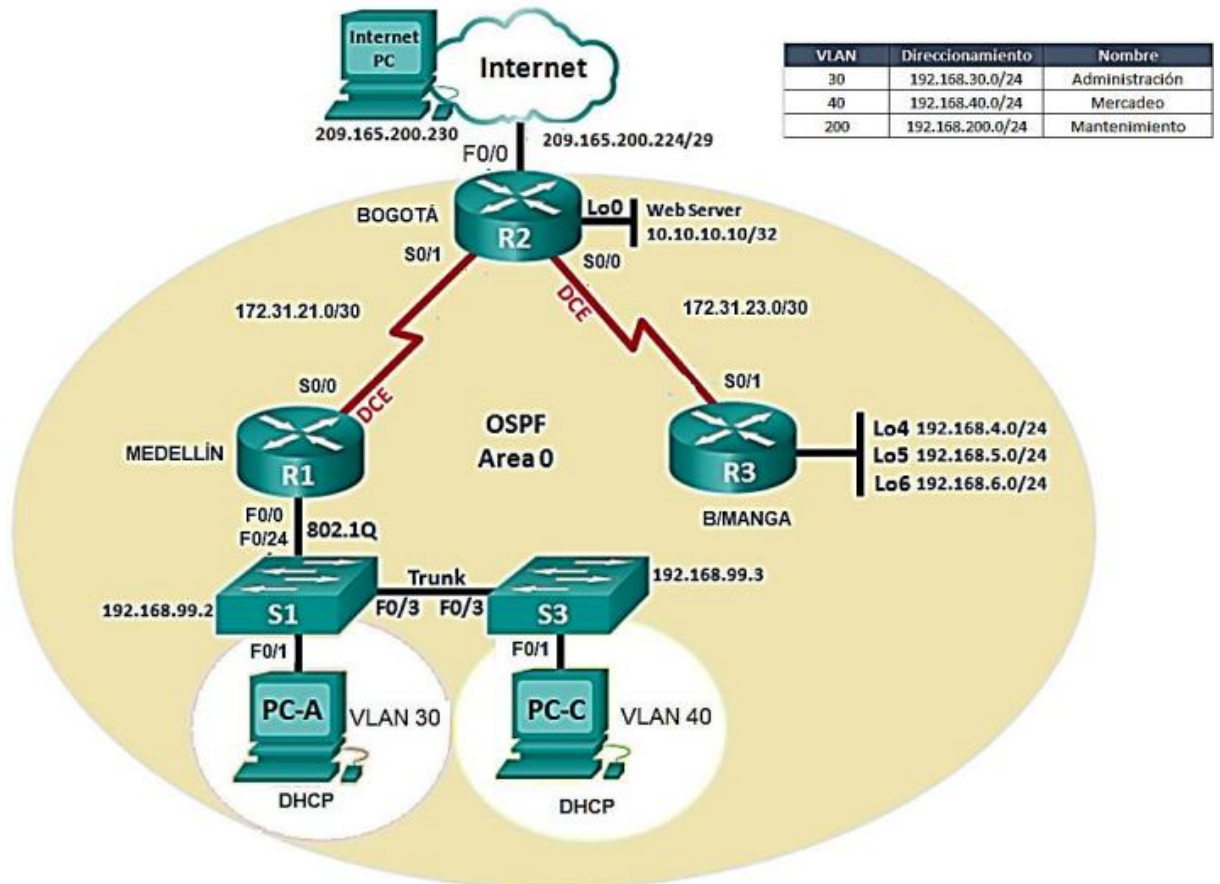 Internet
PC
Internet
209.165.200.230
209.165.200.224/29
F0/0
VLAN Direccionamiento Nombre
30 192.168.30.0/24 Administración
40 192.168.40.0/24 Mercadeo
200 192.168.200.0/24 Mantenimiento
BOGOTÁ
R2
Lo0
Web Server
10.10.10.10/32
S0/1
S0/0
DCE
172.31.21.0/30
172.31.23.0/30
S0/0
DCE
S0/1
MEDELLÍN
R1
OSPF
Area 0
R3
B/MANGA
Lo4 192.168.4.0/24
Lo5 192.168.5.0/24
Lo6 192.168.6.0/24
F0/0
F0/24
802.1Q
Trunk
F0/3 F0/3
192.168.99.2
S1
S3
192.168.99.3
F0/1
F0/1
PC-A
VLAN 30
PC-C
VLAN 40
DHCP
DHCP